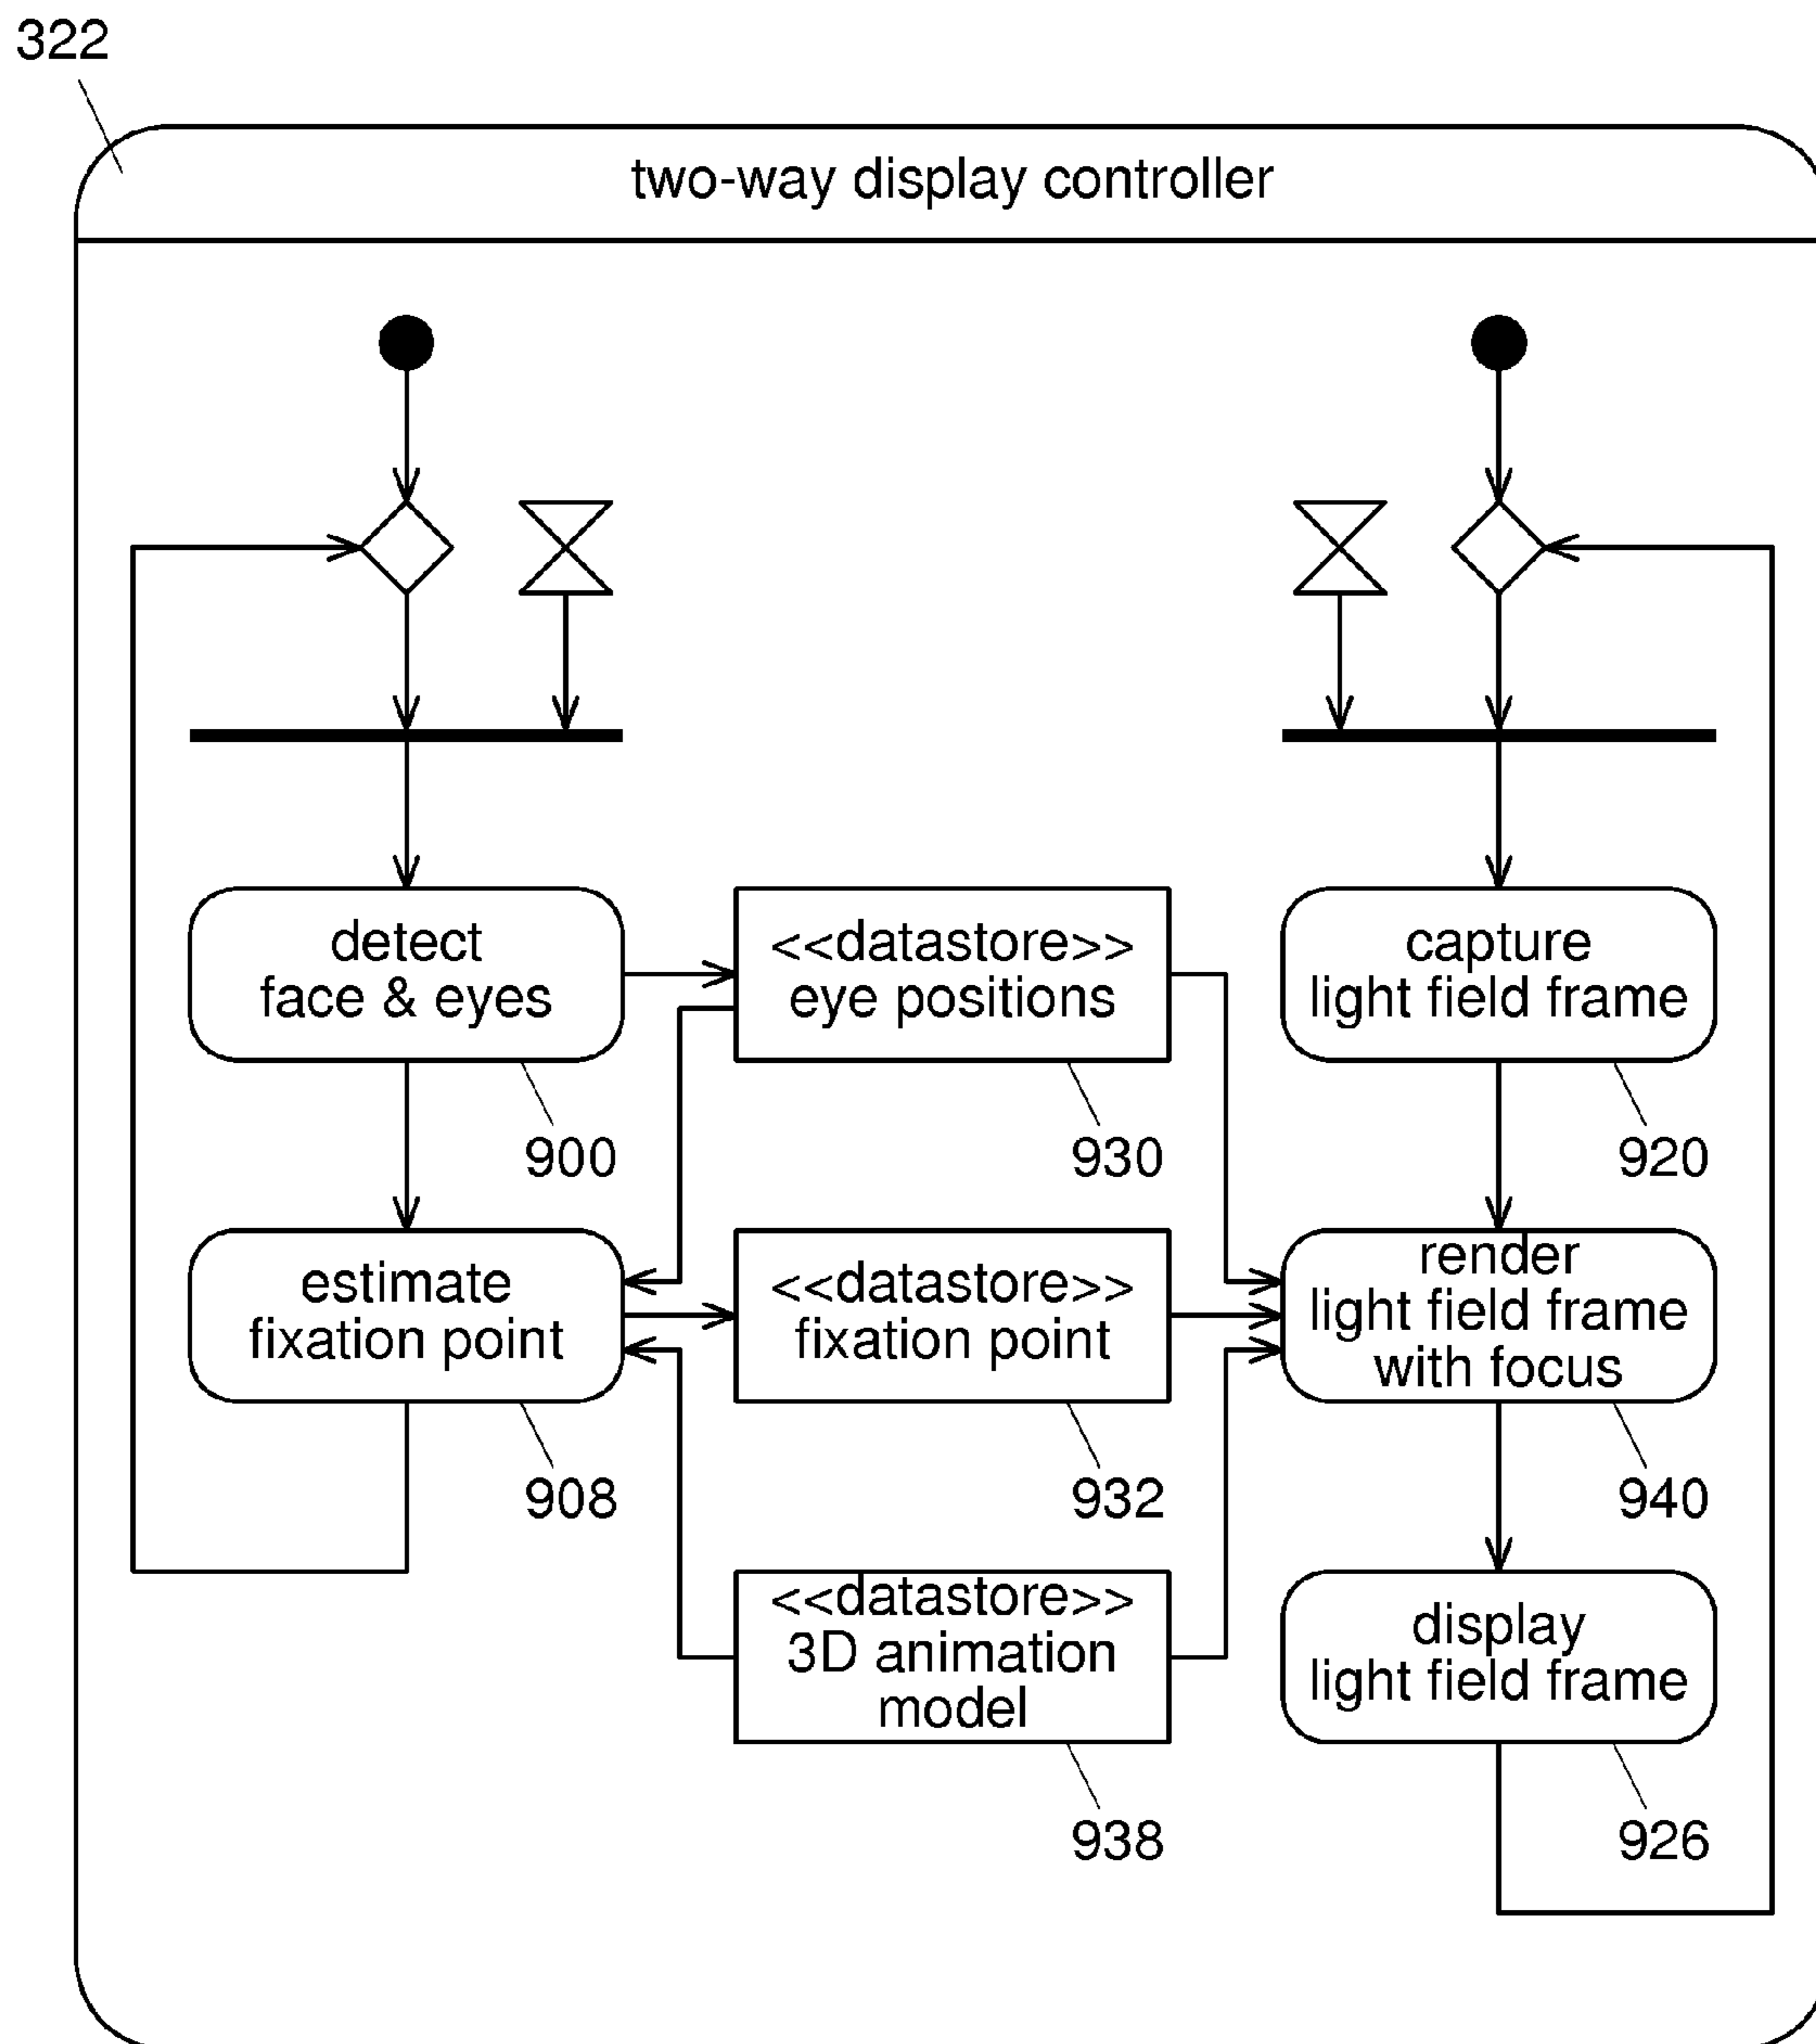 322
two-way display controller
detect
face & eyes
<<datastore>>
eye positions
capture
light field frame
900
930
920
estimate
fixation point
<<datastore>>
fixation point
render
light field frame
with focus
908
932
940
<<datastore>>
3D animation
model
display
light field frame
938
926